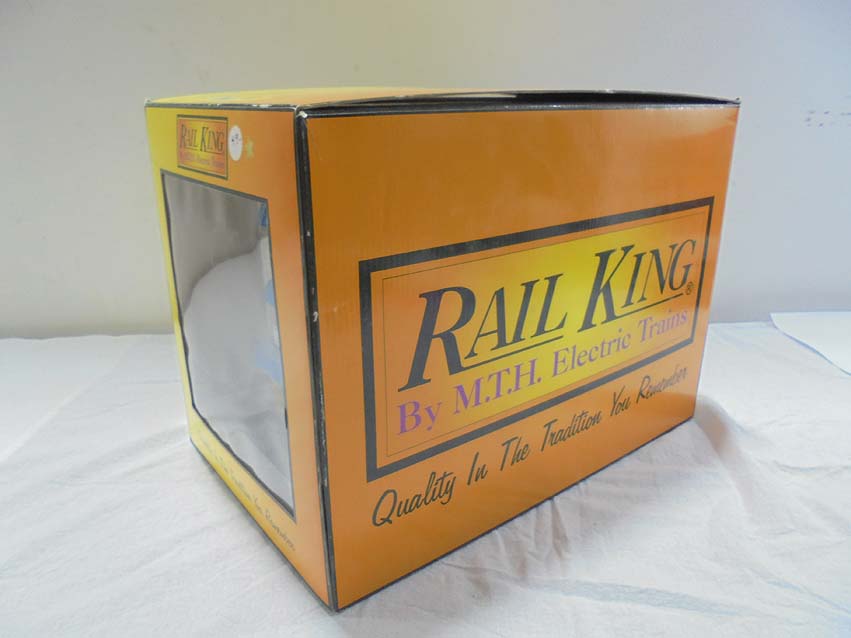 RAIL KING
RAIL KING®
By M.T.H. Electric Trains
Quality In The Tradition You Remember